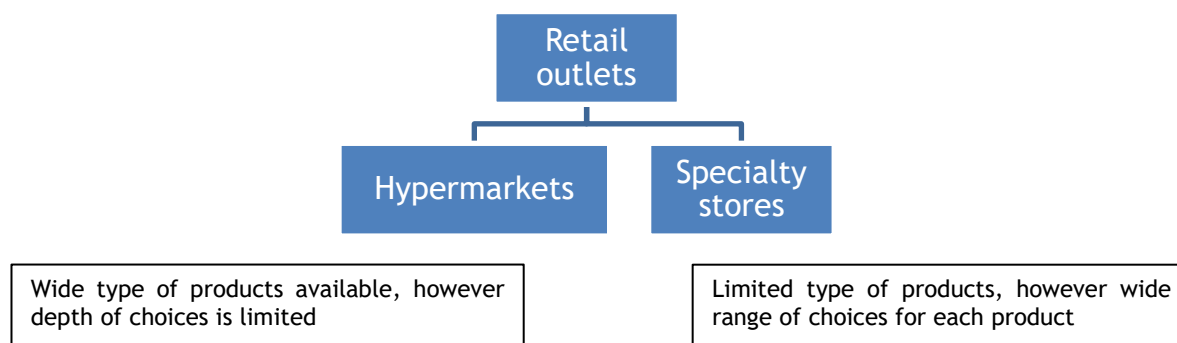 Retail
outlets
Hypermarkets
Specialty
stores
Wide type of products available, however
depth of choices is limited
Limited type of products, however wide
range of choices for each product